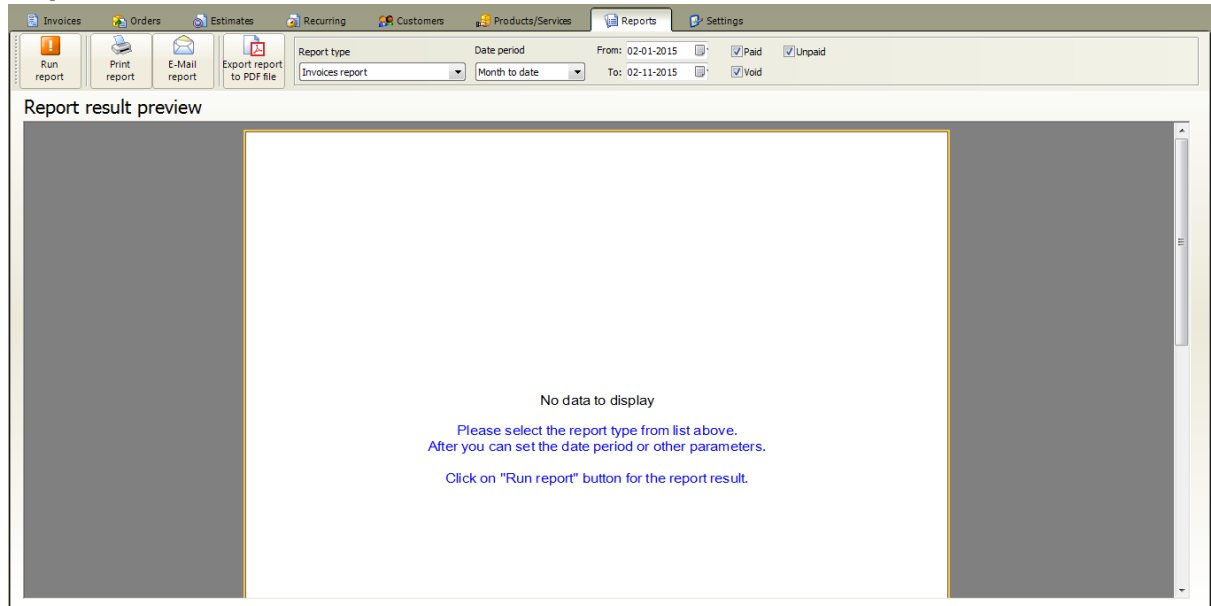 Invoices Orders Estimates Recurring Customers Products/Services Reports Settings
Run report
Print report
E-Mail report
Export report to PDF file
Report type
Invoices report
Date period
Month to date
From: 02-01-2015
To: 02-11-2015
Paid Unpaid
Void
Report result preview
No data to display
Please select the report type from list above.
After you can set the date period or other parameters.
Click on "Run report" button for the report result.